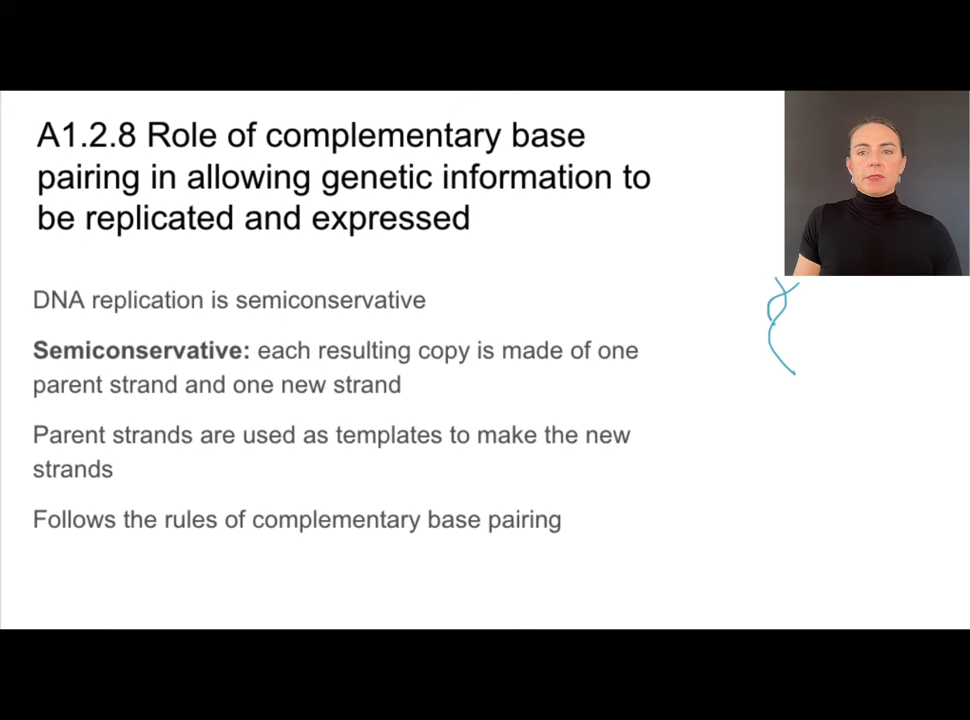 A1.2.8 Role of complementary base
pairing in allowing genetic information to
be replicated and expressed
DNA replication is semiconservative
Semiconservative: each resulting copy is made of one
parent strand and one new strand
Parent strands are used as templates to make the new
strands
Follows the rules of complementary base pairing